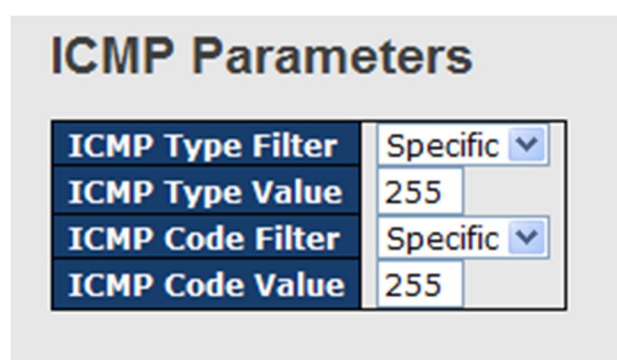 ICMP Parameters
ICMP Type Filter Specific
ICMP Type Value 255
ICMP Code Filter Specific
ICMP Code Value 255